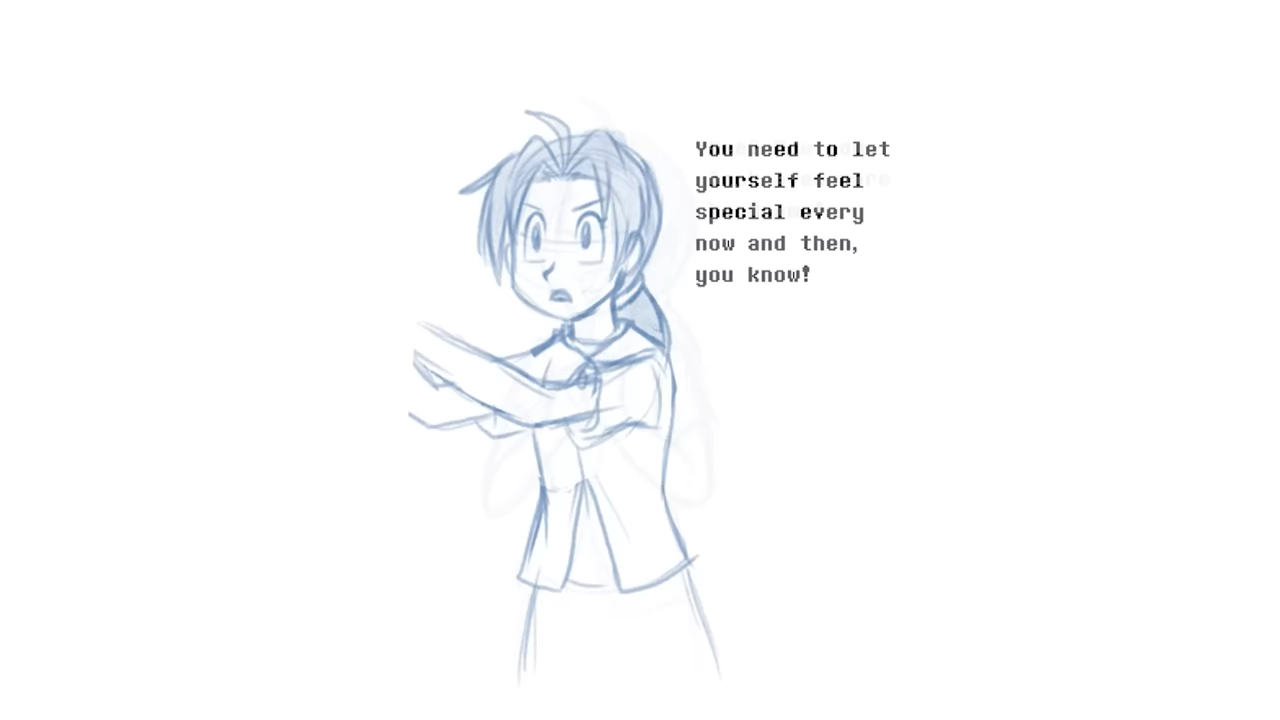 You need to let
yourself feel
special every
now and then,
you know!